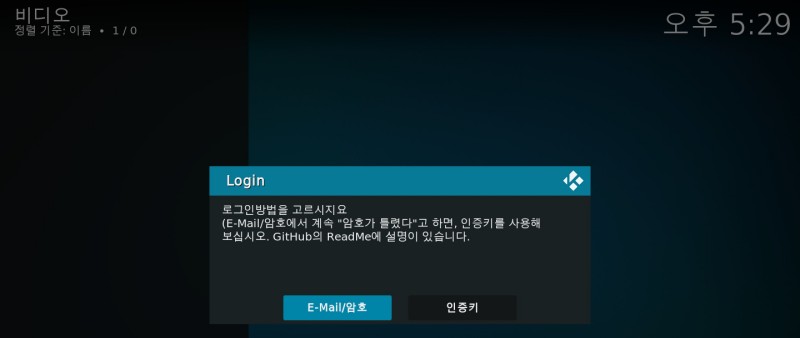 비디오
정렬 기준: 이름 • 1 / 0
오후 5:29
Login
로그인방법을 고르시지요
(E-Mail/암호에서 계속 "암호가 틀렸다"고 하면, 인증키를 사용해
보십시오. GitHub의 ReadMe에 설명이 있습니다.
E-Mail/암호
인증키